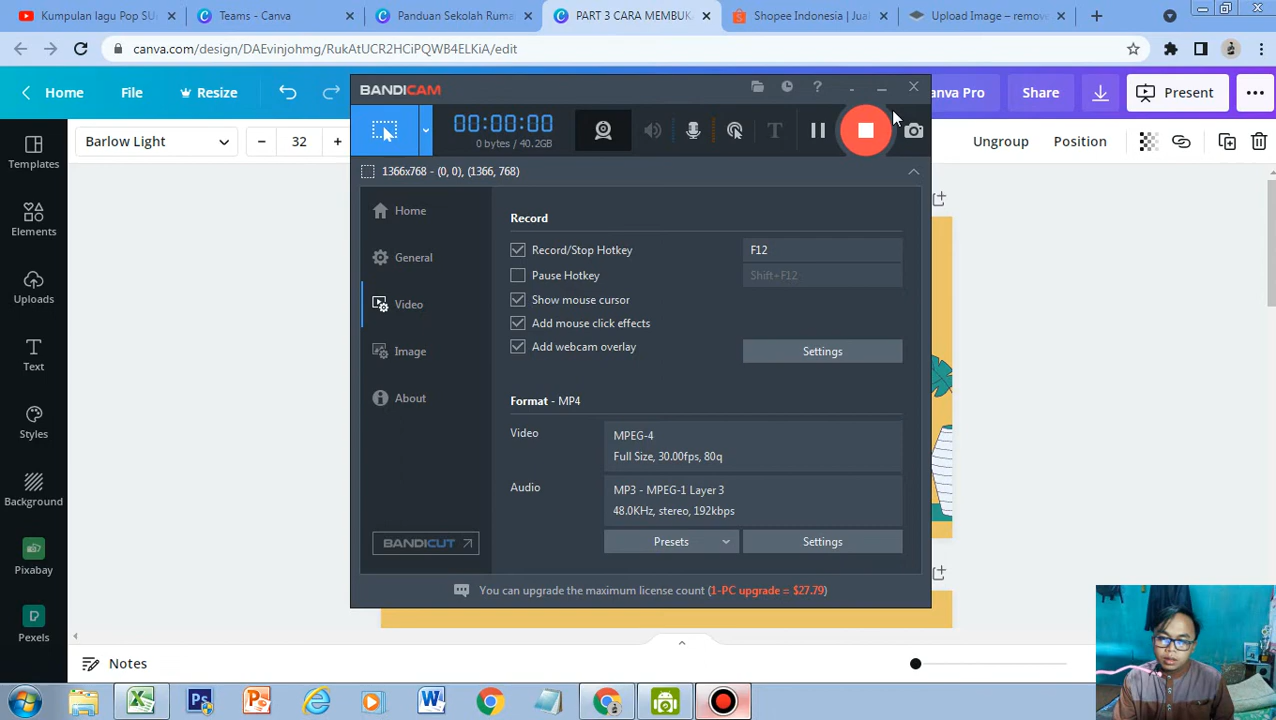 Kumpulan lagu Pop SU
Teams - Canva
Panduan Sekolah Ruma
PART 3 CARA MEMBUK
Shopee Indonesia | Jual
Upload Image – remov
canva.com/design/DAEvinjohmg/RukAtUCR2HCiPQWB4ELKiA/edit
Home
File
Resize
anva Pro
Share
Present
Barlow Light
32
Ungroup
Position
Templates
Elements
Uploads
Text
Styles
Background
Pixabay
Pexels
BANDICAM
00:00:00
0 bytes / 40.2GB
1366x768 - (0, 0), (1366, 768)
Home
General
Video
Image
About
BANDICUT
Record
Record/Stop Hotkey
F12
Pause Hotkey
Shift+F12
Show mouse cursor
Add mouse click effects
Add webcam overlay
Settings
Format - MP4
Video
MPEG-4
Full Size, 30.00fps, 80q
Audio
MP3 - MPEG-1 Layer 3
48.0KHz, stereo, 192kbps
Presets
Settings
You can upgrade the maximum license count (1-PC upgrade = $27.79)
Notes